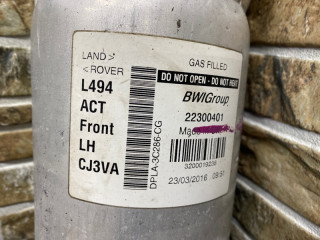 LAND
ROVER
GAS FILLED
DO NOT OPEN - DO NOT HEAT
L494
ACT
Front
LH
CJ3VA
DPLA-3C286-CG
BWIGroup
22300401
Made
23/03/2016